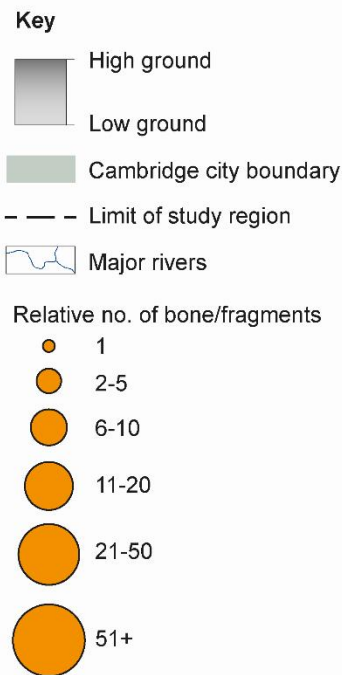 Key
High ground
Low ground
Cambridge city boundary
Limit of study region
Major rivers
Relative no. of bone/fragments
1
2-5
6-10
11-20
21-50
51+